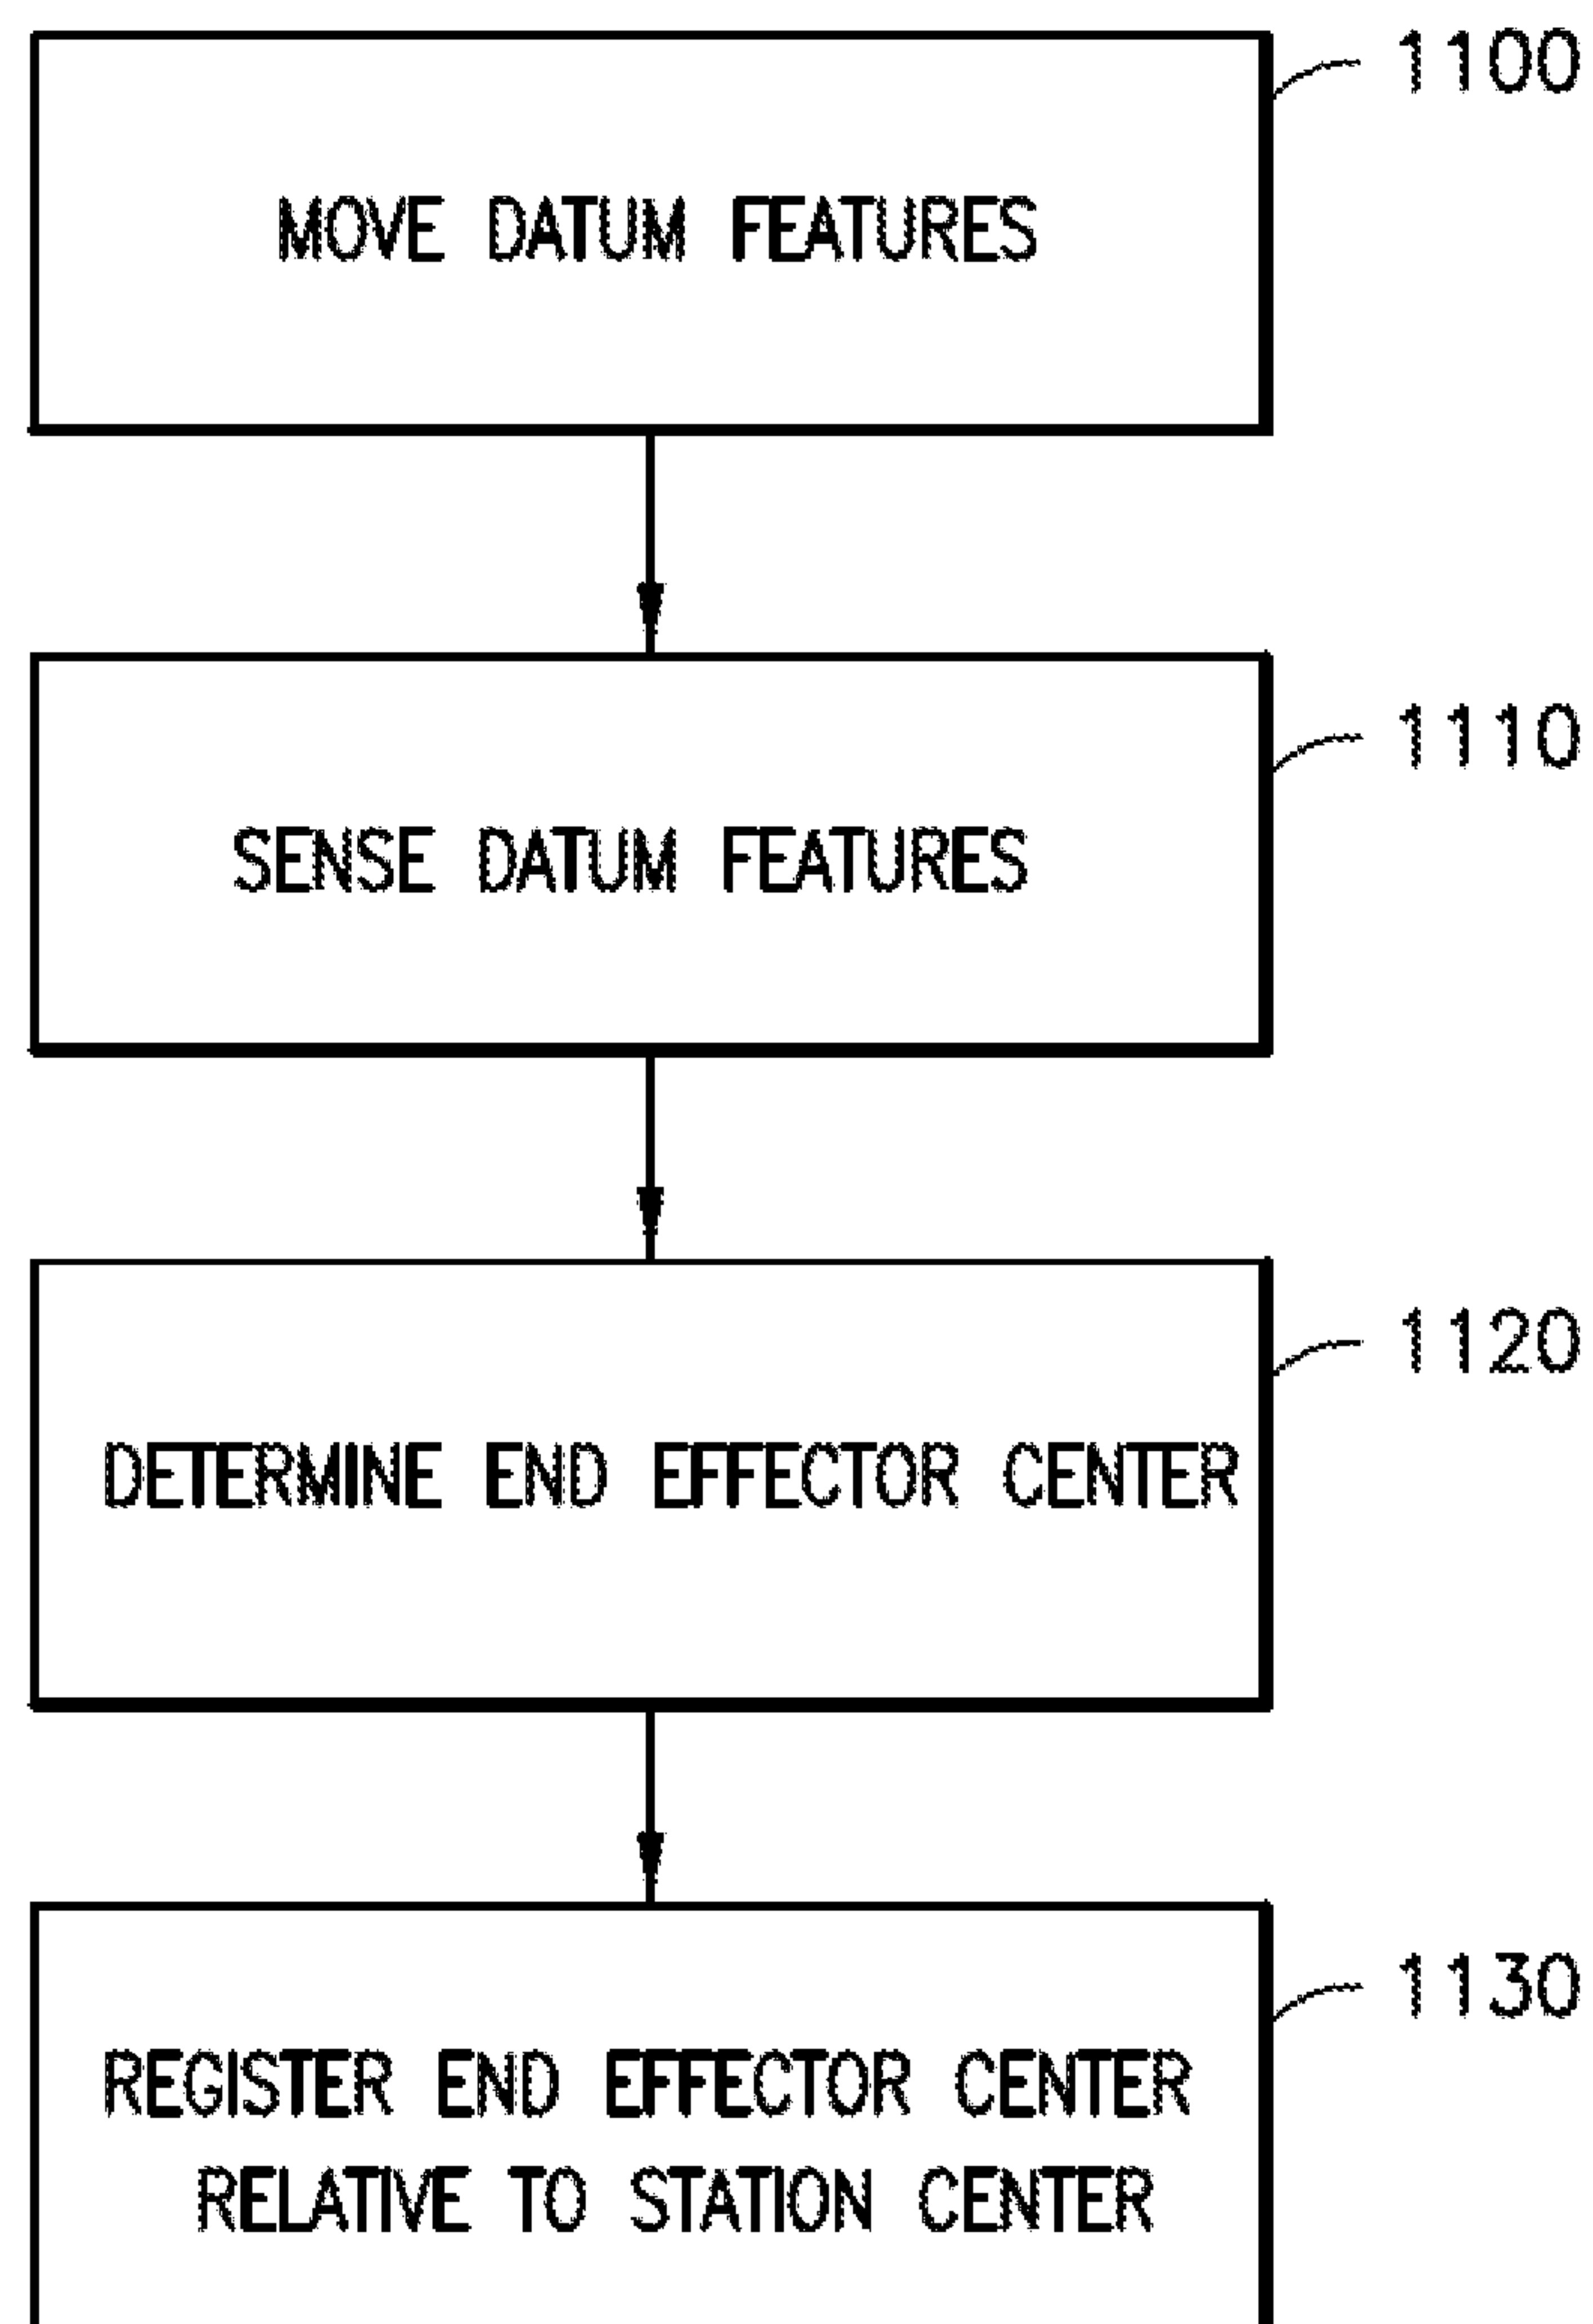 1100
MOVE DATUM FEATURES
1110
SENSE DATUM FEATURES
1120
DETERMINE END EFFECTOR CENTER
1130
REGISTER END EFFECTOR CENTER
RELATIVE TO STATION CENTER